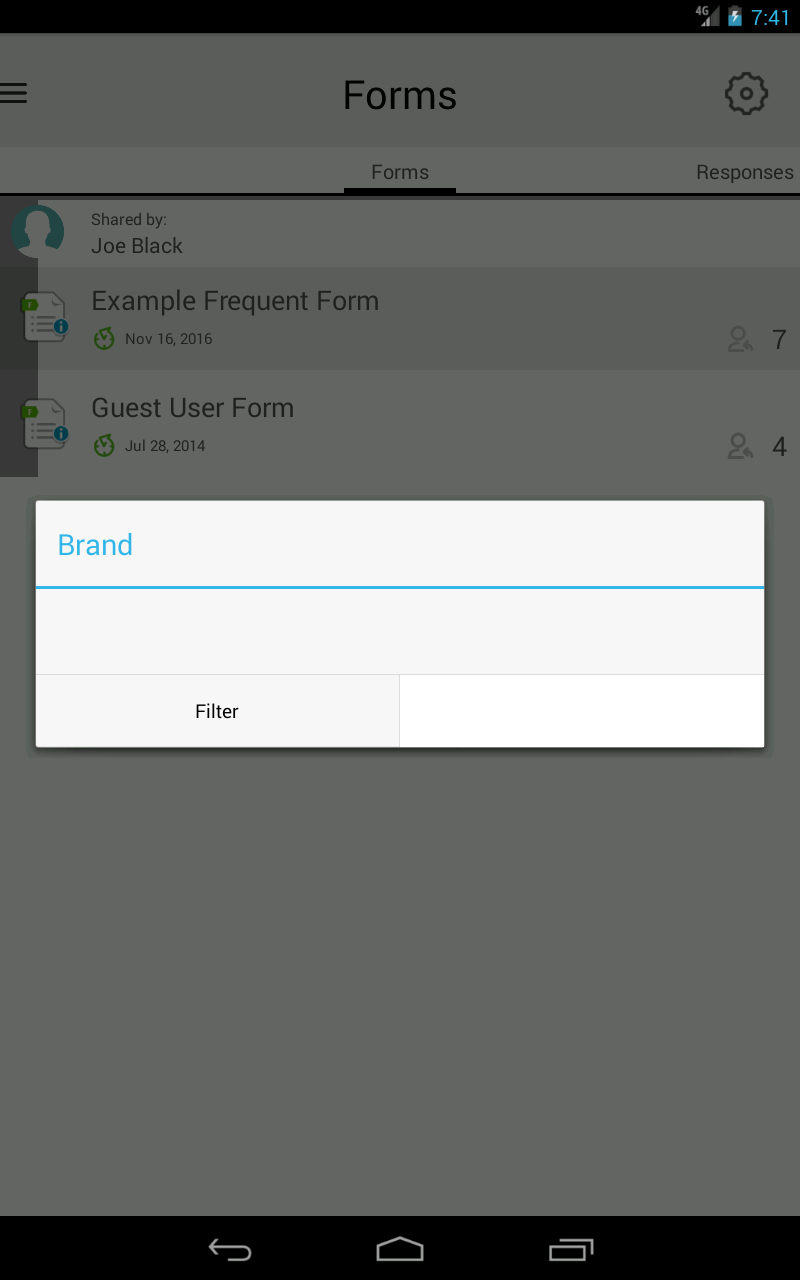 4G 7:41
Forms
Forms Responses
Shared by:
Joe Black
F
Example Frequent Form
Nov 16, 2016
7
F
Guest User Form
Jul 28, 2014
4
Brand
Filter